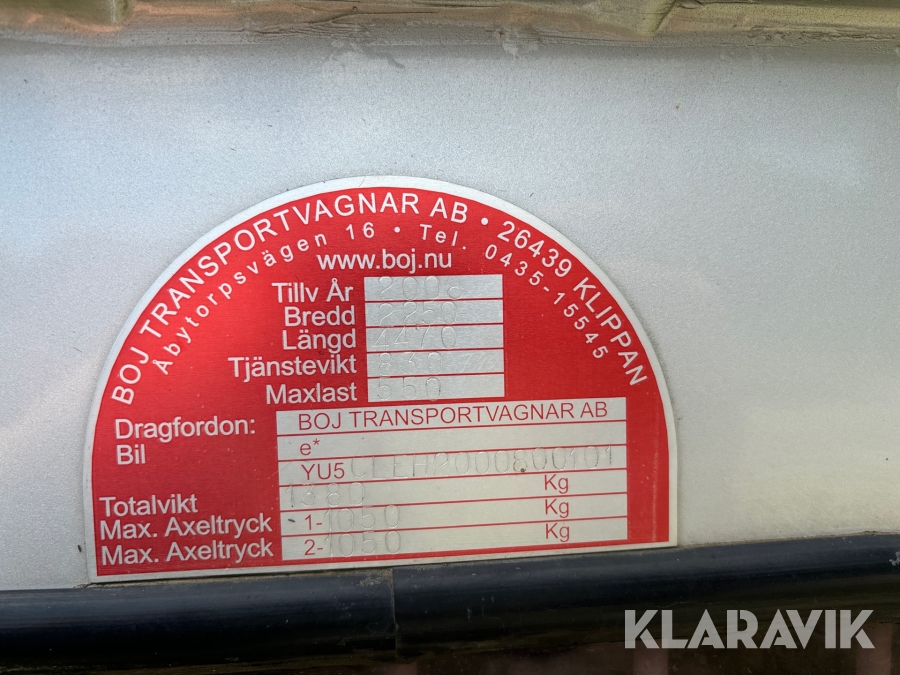 BOJ TRANSPORTVAGNAR AB • 26439 KLIPPAN
Åbytorpsvägen 16 • Tel. 0435-15545
www.boj.nu
Tillv År
Bredd 2250
Längd 4470
Tjänstevikt
Maxlast 550
Dragfordon: BOJ TRANSPORTVAGNAR AB
Bil e*
YU5
Totalvikt 1380 Kg
Max. Axeltryck 1-1050 Kg
Max. Axeltryck 2-1050 Kg
KLARAVIK